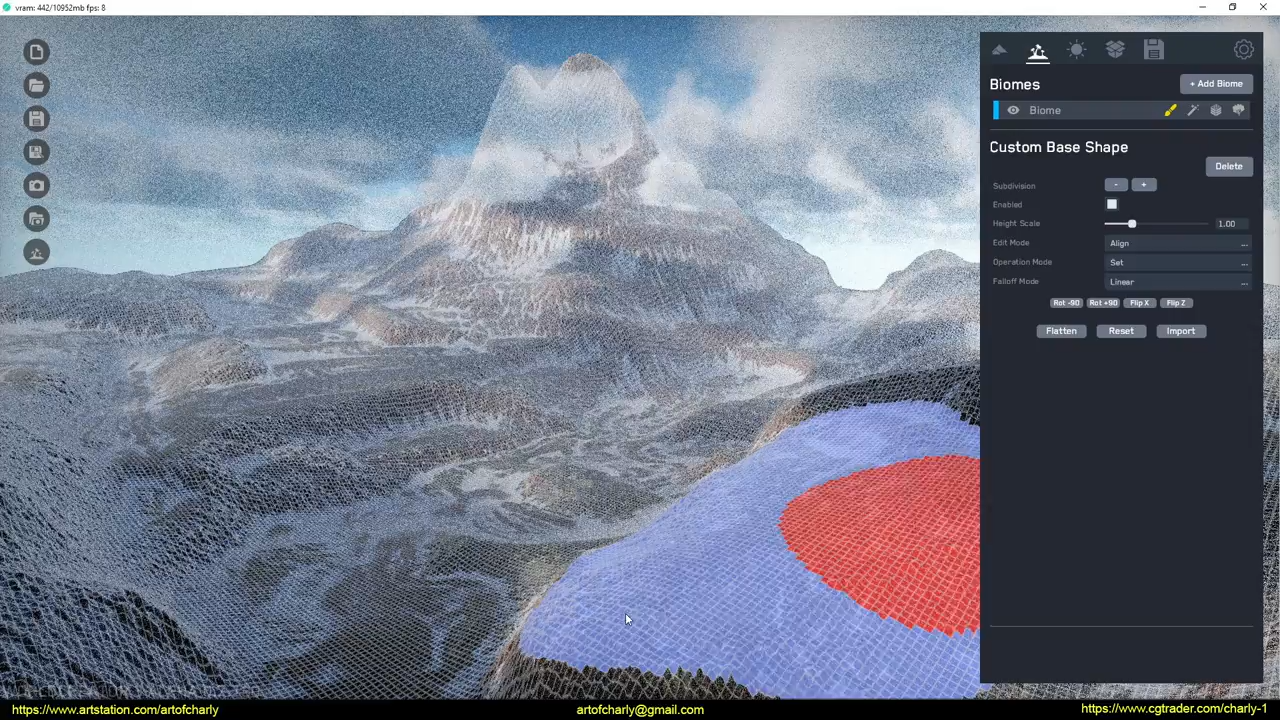 vram: 442/10952mb fps: 8
Biomes
+ Add Biome
Biome
Custom Base Shape
Delete
Subdivision - +
Enabled
Height Scale 1.00
Edit Mode Align ...
Operation Mode Set ...
Falloff Mode Linear ...
Rot -90 Rot +90 Flip X Flip Z
Flatten Reset Import
https://www.artstation.com/artofcharly
artofcharly@gmail.com
https://www.cgtrader.com/charly-1